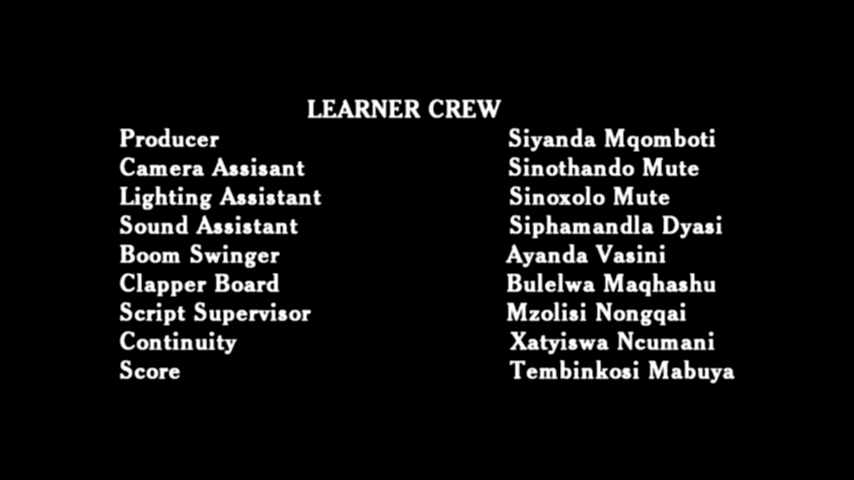 LEARNER CREW
Producer Siyanda Mqomboti
Camera Assisant Sinothando Mute
Lighting Assistant Sinoxolo Mute
Sound Assistant Siphamandla Dyasi
Boom Swinger Ayanda Vasini
Clapper Board Bulelwa Maqhashu
Script Supervisor Mzolisi Nongqai
Continuity Xatyiswa Ncumani
Score Tembinkosi Mabuya